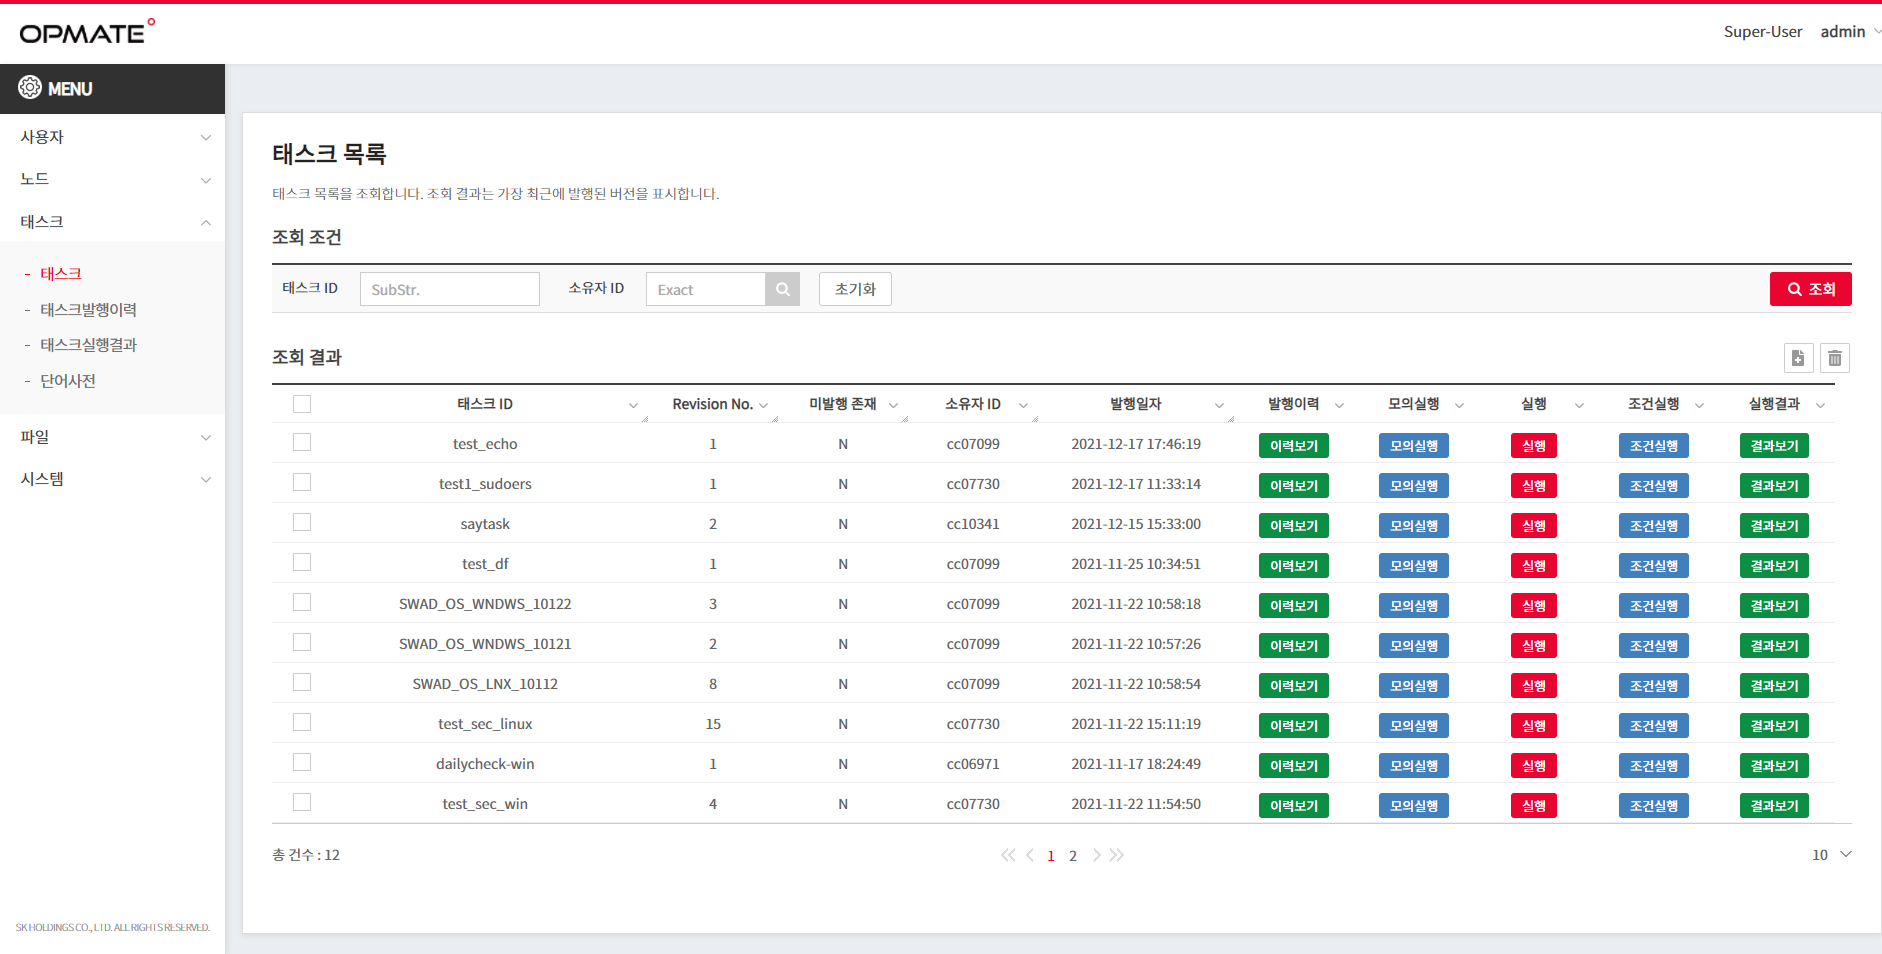 OPMATE
Super-User admin
MENU
사용자
노드
태스크
- 태스크
- 태스크발행이력
- 태스크실행결과
- 단어사전
파일
시스템
SK HOLDINGS CO., LTD. ALL RIGHTS RESERVED.
태스크 목록
태스크 목록을 조회합니다. 조회 결과는 가장 최근에 발행된 버전을 표시합니다.
조회 조건
태스크 ID SubStr. 소유자 ID Exact 초기화 조회
조회 결과
태스크 ID Revision No. 미발행 존재 소유자 ID 발행일자 발행이력 모의실행 실행 조건실행 실행결과
test_echo 1 N cc07099 2021-12-17 17:46:19 이력보기 모의실행 실행 조건실행 결과보기
test1_sudoers 1 N cc07730 2021-12-17 11:33:14 이력보기 모의실행 실행 조건실행 결과보기
saytask 2 N cc10341 2021-12-15 15:33:00 이력보기 모의실행 실행 조건실행 결과보기
test_df 1 N cc07099 2021-11-25 10:34:51 이력보기 모의실행 실행 조건실행 결과보기
SWAD_OS_WNDWS_10122 3 N cc07099 2021-11-22 10:58:18 이력보기 모의실행 실행 조건실행 결과보기
SWAD_OS_WNDWS_10121 2 N cc07099 2021-11-22 10:57:26 이력보기 모의실행 실행 조건실행 결과보기
SWAD_OS_LNX_10112 8 N cc07099 2021-11-22 10:58:54 이력보기 모의실행 실행 조건실행 결과보기
test_sec_linux 15 N cc07730 2021-11-22 15:11:19 이력보기 모의실행 실행 조건실행 결과보기
dailycheck-win 1 N cc06971 2021-11-17 18:24:49 이력보기 모의실행 실행 조건실행 결과보기
test_sec_win 4 N cc07730 2021-11-22 11:54:50 이력보기 모의실행 실행 조건실행 결과보기
총 건수 : 12 1 2 10